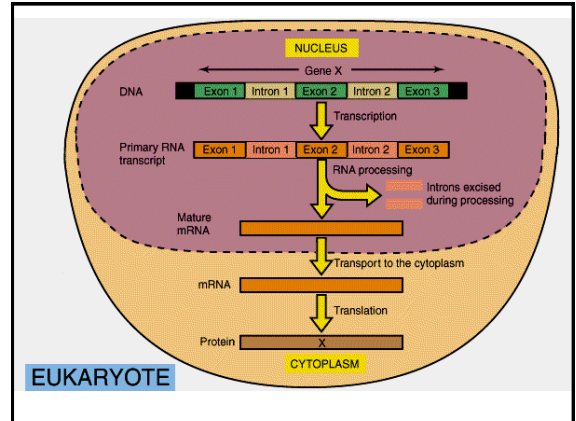 NUCLEUS
Gene X
DNA
Exon 1 Intron 1 Exon 2 Intron 2 Exon 3
Transcription
Primary RNA
transcript
Exon 1 Intron 1 Exon 2 Intron 2 Exon 3
RNA processing
Introns excised
during processing
Mature
mRNA
Transport to the cytoplasm
mRNA
Translation
Protein
X
CYTOPLASM
EUKARYOTE